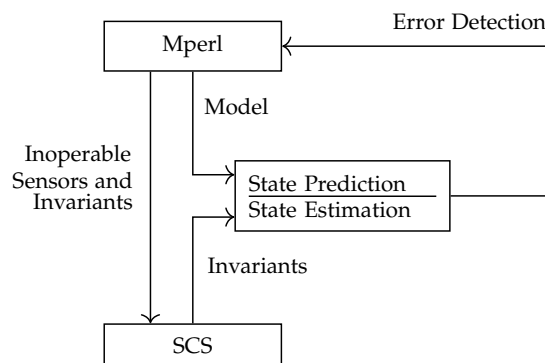 Error Detection
Mperl
Model
Inoperable
Sensors and
Invariants
State Prediction
State Estimation
Invariants
SCS